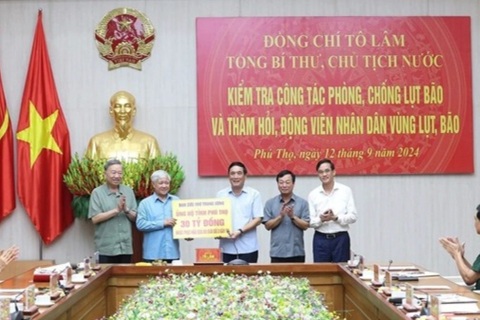 ĐỒNG CHÍ TÔ LÂM
TỔNG BÍ THƯ, CHỦ TỊCH NƯỚC
KIỂM TRA CÔNG TÁC PHÒNG, CHỐNG LỤT BÃO
VÀ THĂM HỎI, ĐỘNG VIÊN NHÂN DÂN VÙNG LỤT, BÃO
Phú Thọ, ngày 12 tháng 9 năm 2024
ỦNG HỘ TỈNH PHÚ THỌ
30 TỶ ĐỒNG